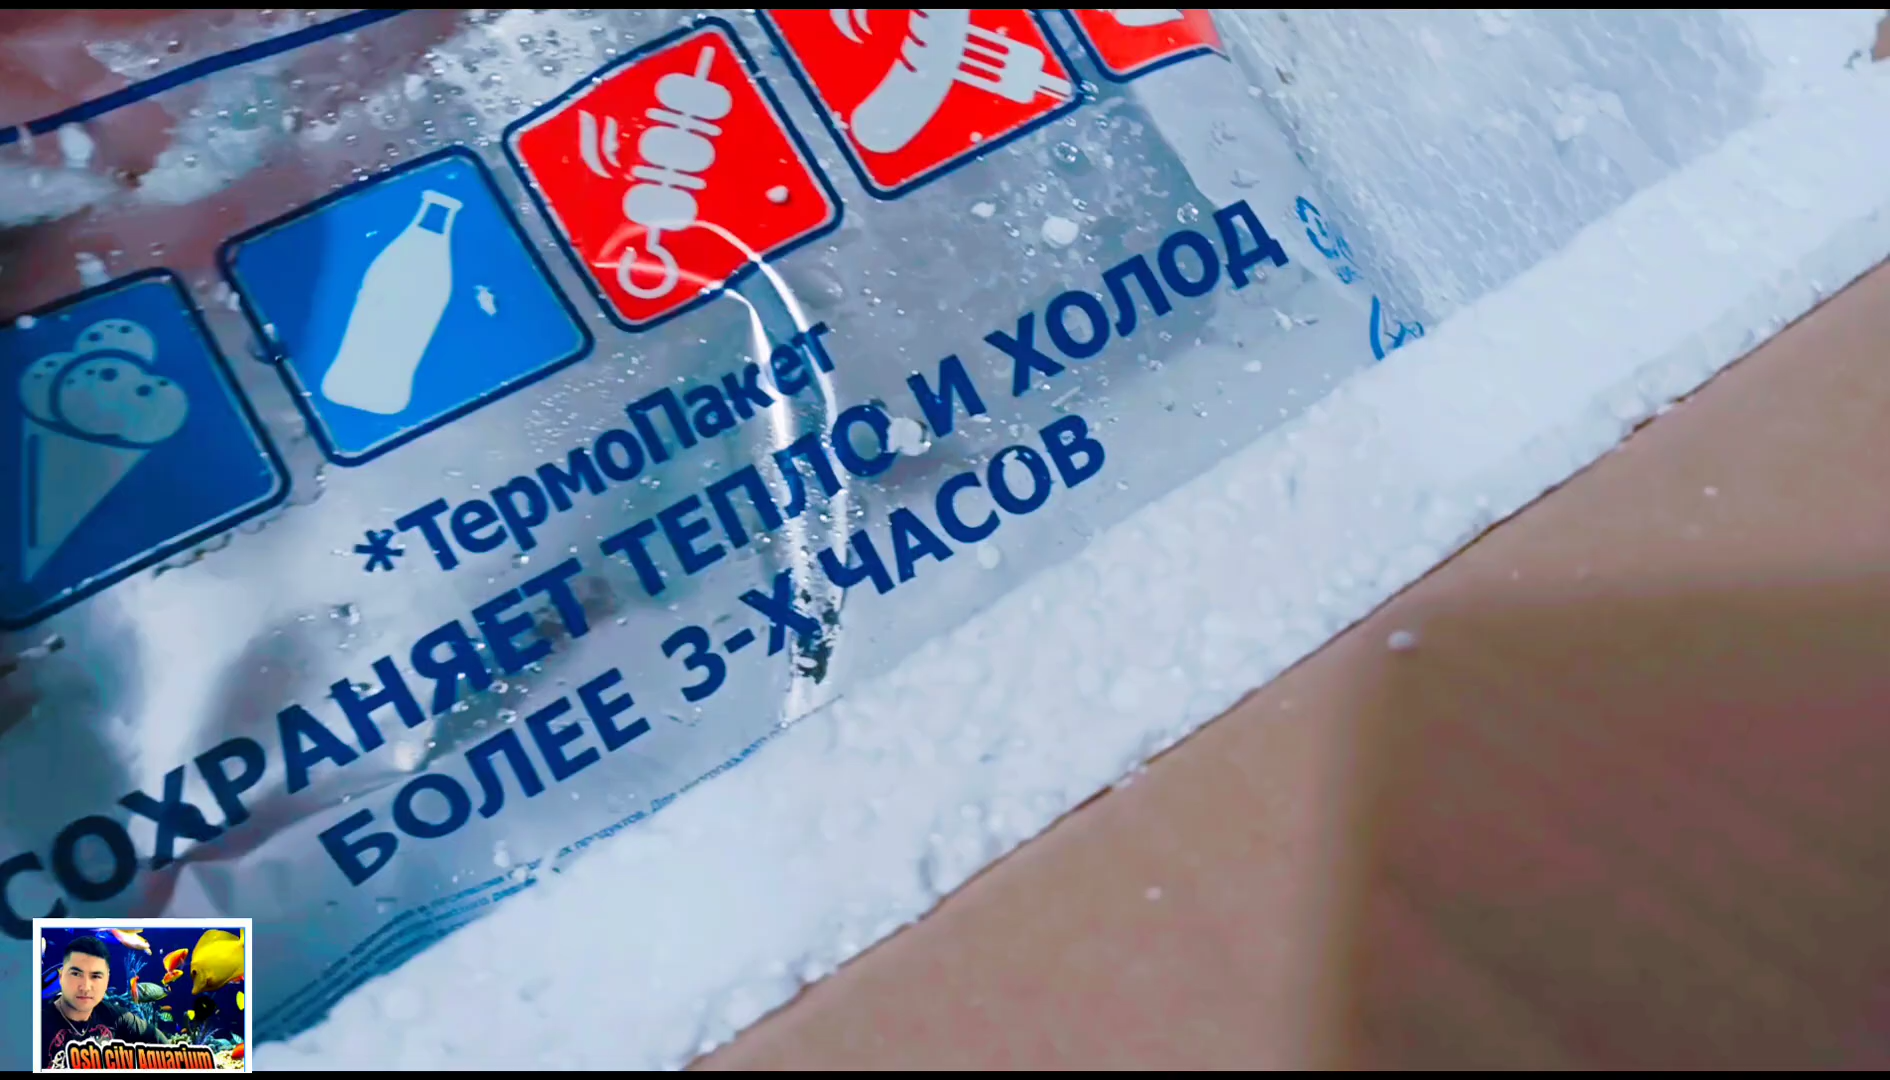 *ТермоПакет
СОХРАНЯЕТ ТЕПЛО И ХОЛОД
БОЛЕЕ 3-Х ЧАСОВ
Osh City Aquarium